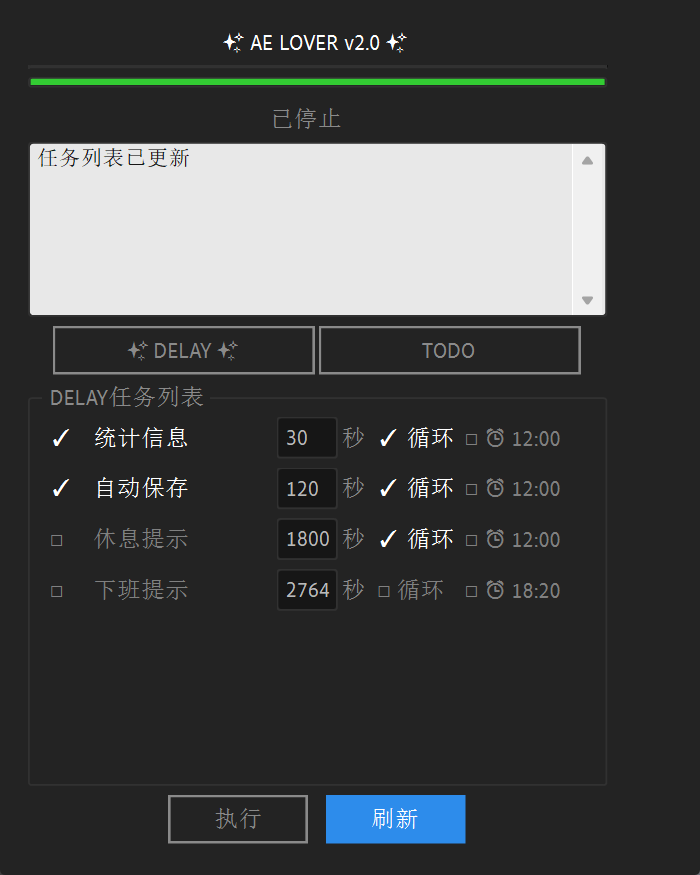 AE LOVER v2.0
已停止
任务列表已更新
DELAY TODO
DELAY任务列表
统计信息 30 秒 循环 12:00
自动保存 120 秒 循环 12:00
休息提示 1800 秒 循环 12:00
下班提示 2764 秒 循环 18:20
执行 刷新